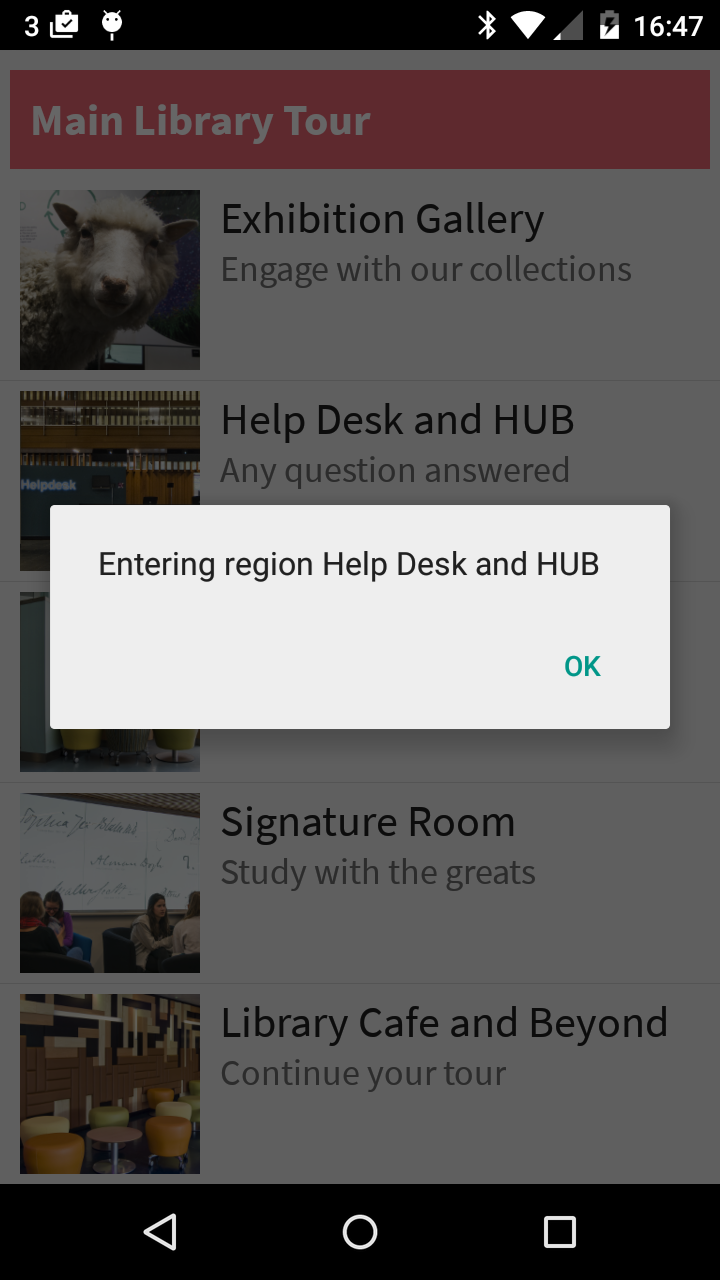 3
16:47
Main Library Tour
Exhibition Gallery
Engage with our collections
Help Desk and HUB
Any question answered
Helpdesk
Entering region Help Desk and HUB
OK
Signature Room
Study with the greats
Library Cafe and Beyond
Continue your tour